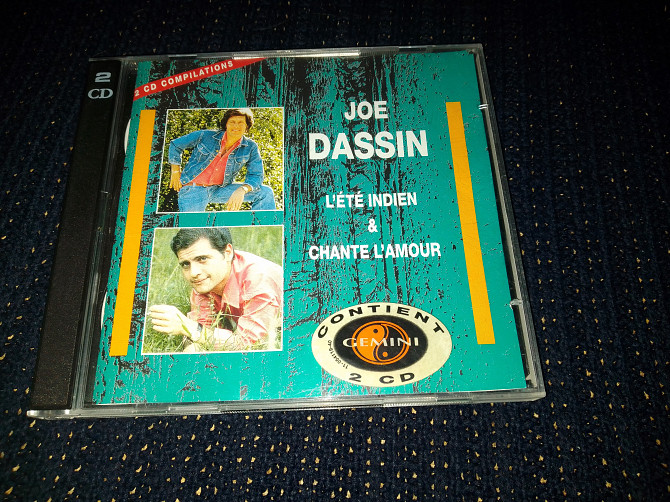 2
CD
2 CD COMPILATIONS
JOE
DASSIN
L'ÉTÉ INDIEN
&
CHANTE L'AMOUR
CONTIENT
GEMINI
2 CD